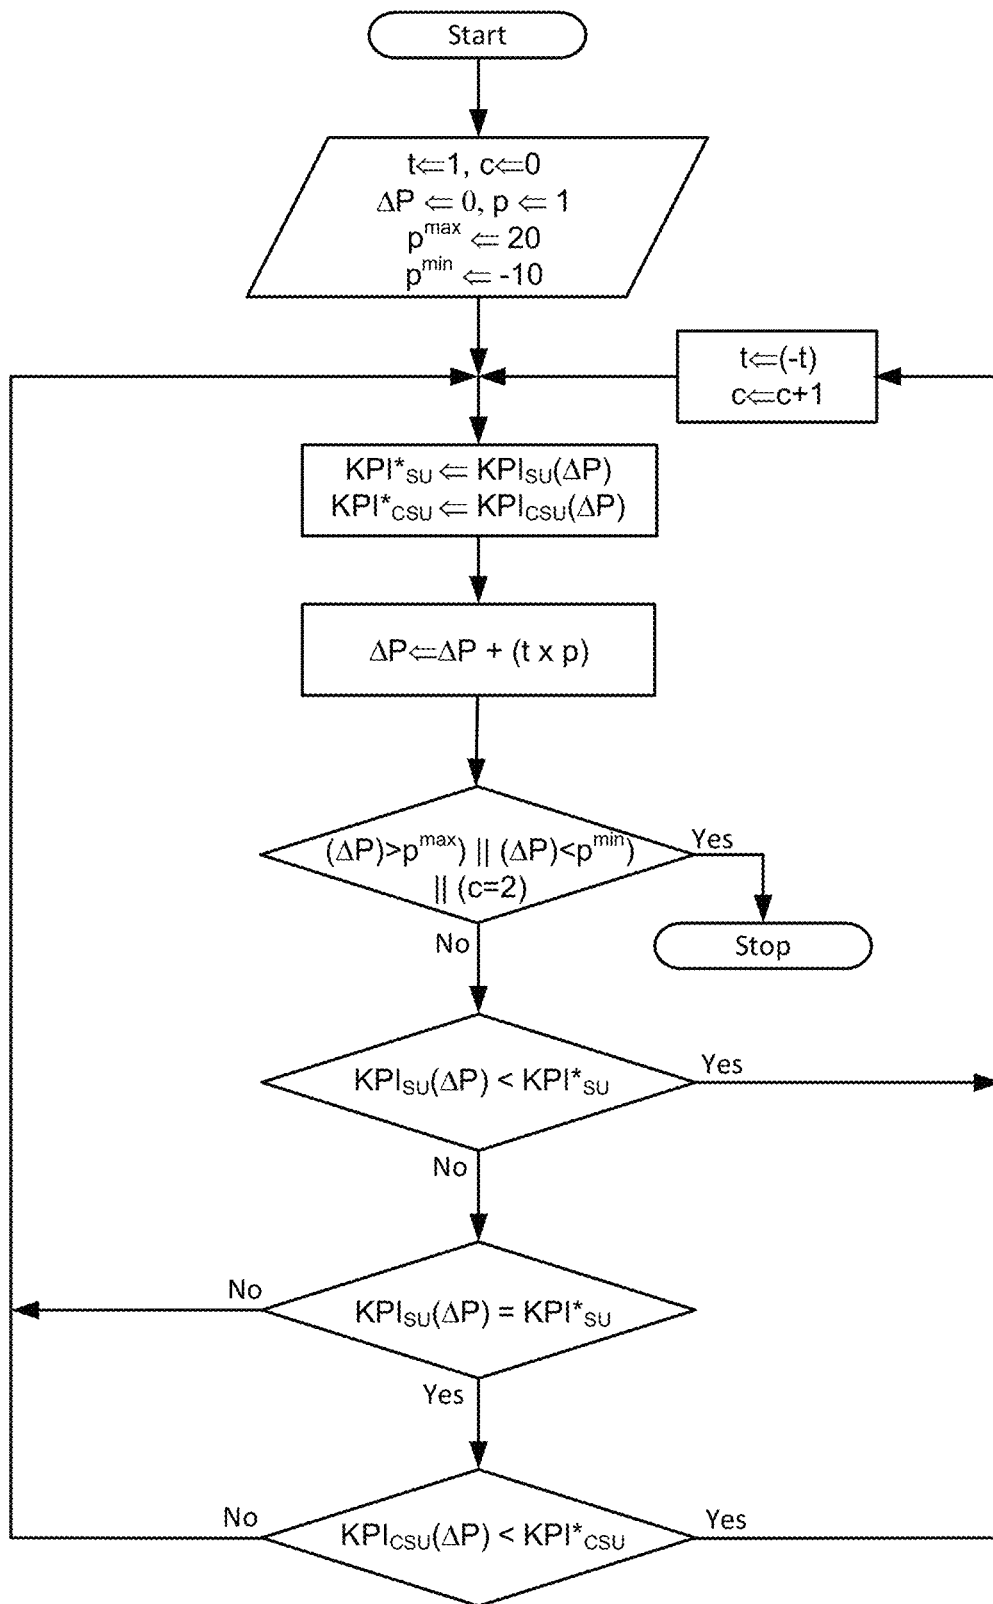 Start
t⇐1, c⇐0
ΔP ⇐ 0, p ⇐ 1
p^max ⇐ 20
p^min ⇐ -10
t⇐(-t)
c⇐c+1
KPI*SU ⇐ KPISU(ΔP)
KPI*CSU ⇐ KPICSU(ΔP)
ΔP⇐ΔP + (t x p)
(ΔP)>p^max) || (ΔP)<p^min)
|| (c=2)
Yes
No
Stop
KPISU(ΔP) < KPI*SU
Yes
No
No
KPISU(ΔP) = KPI*SU
Yes
No
KPICSU(ΔP) < KPI*CSU
Yes